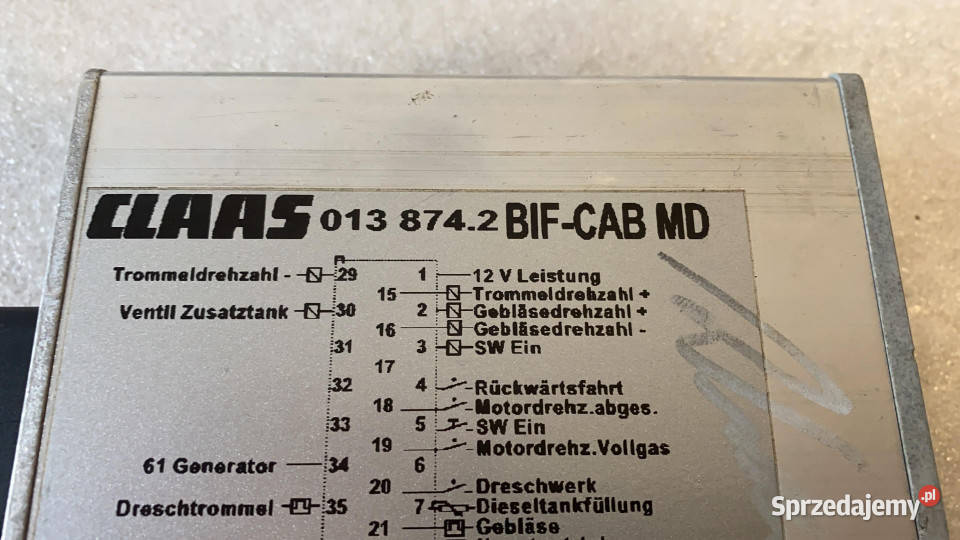 CLAAS 013 874.2 BIF-CAB MD
Trommeldrehzahl - 29 1 12 V Leistung
15 Trommeldrehzahl +
Ventil Zusatztank 30 2 Gebläsedrehzahl +
16 Gebläsedrehzahl -
31 3 SW Ein
17
32 4 Rückwärtsfahrt
18 Motordrehz.abges.
33 5 SW Ein
19 Motordrehz.Vollgas
61 Generator 34 6
20 Dreschwerk
Dreschtrommel 35 7 Dieseltankfüllung
21 Gebläse
Sprzedajemy.pl